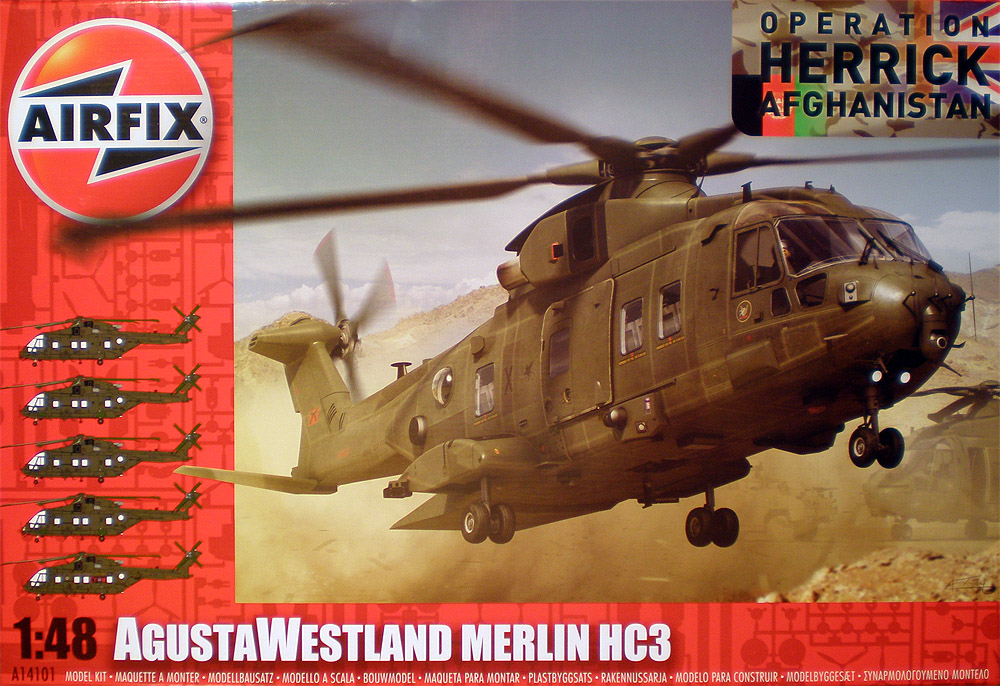 AIRFIX®
OPERATION
HERRICK
AFGHANISTAN
1:48 AGUSTAWESTLAND MERLIN HC3
A14101 MODEL KIT • MAQUETTE A MONTER • MODELLBAUSATZ • MODELLO A SCALA • BOUWMODEL • MAQUETA PARA MONTAR • PLASTBYGGSATS • RAKENNUSSARJA • MODELO PARA CONSTRUIR • MODELBYGGESÆT • ΣΥΝΑΡΜΟΛΟΓΟΥΜΕΝΟ ΜΟΝΤΕΛΟ